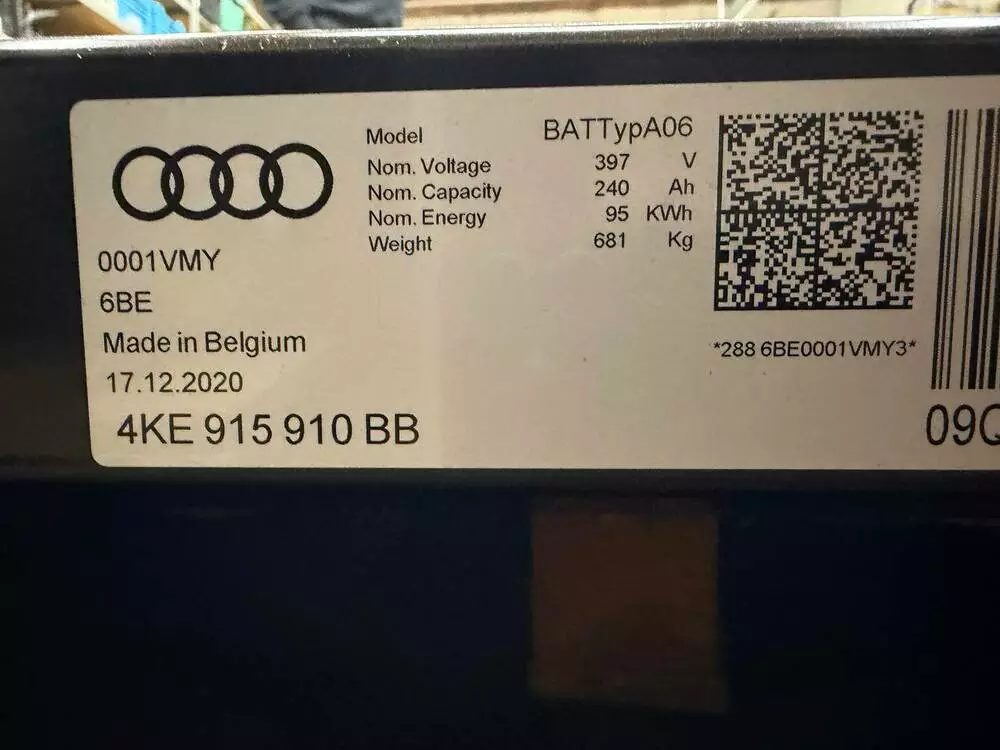 Model BATTypA06
Nom. Voltage 397 V
Nom. Capacity 240 Ah
Nom. Energy 95 KWh
Weight 681 Kg
0001VMY
6BE
Made in Belgium
17.12.2020
4KE 915 910 BB
*288 6BE0001VMY3*
09Q